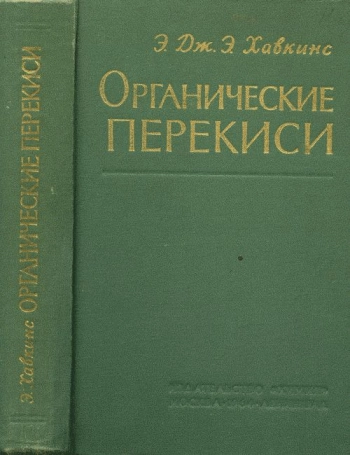 Э. Хавкинс ОРГАНИЧЕСКИЕ ПЕРЕКИСИ
Э. Дж. Э. Хавкинс
ОРГАНИЧЕСКИЕ
ПЕРЕКИСИ